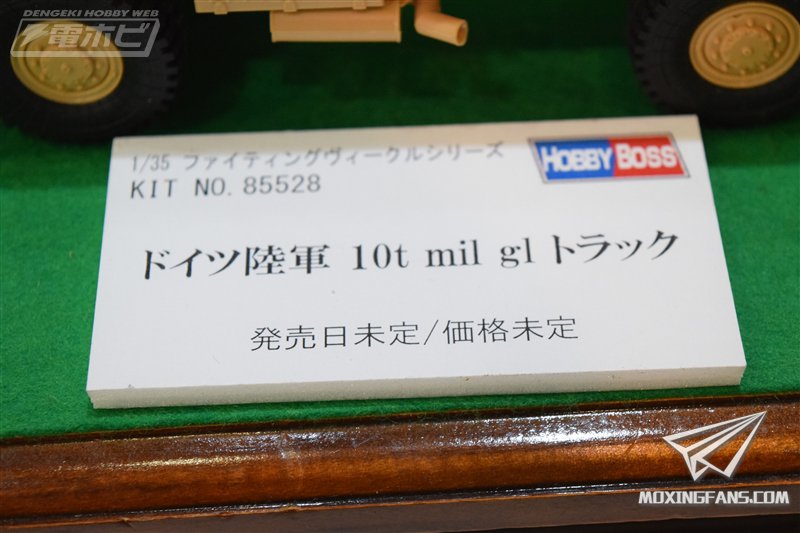 DENGEKI HOBBY WEB
電ホビ
1/35 ファイティングヴィークルシリーズ
KIT NO. 85528
HOBBY BOSS
ドイツ陸軍 10t mil gl トラック
発売日未定/価格未定
MOXINGFANS.COM